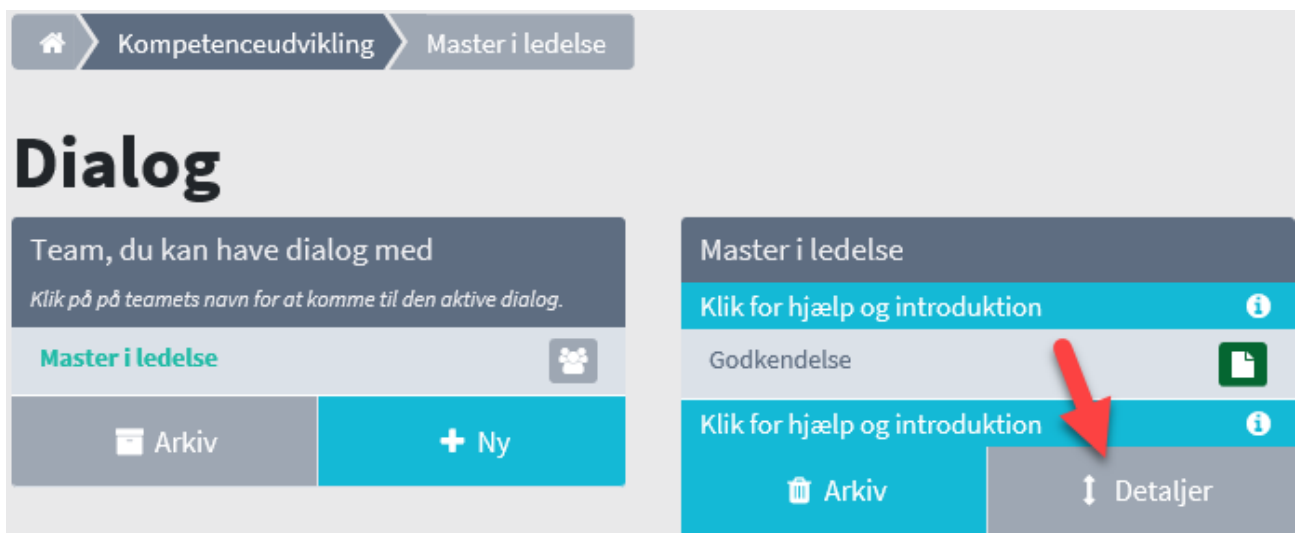 Kompetenceudvikling
Master i ledelse
Dialog
Team, du kan have dialog med
Klik på på teamets navn for at komme til den aktive dialog.
Master i ledelse
Arkiv
Ny
Master i ledelse
Klik for hjælp og introduktion
Godkendelse
Klik for hjælp og introduktion
Arkiv
Detaljer